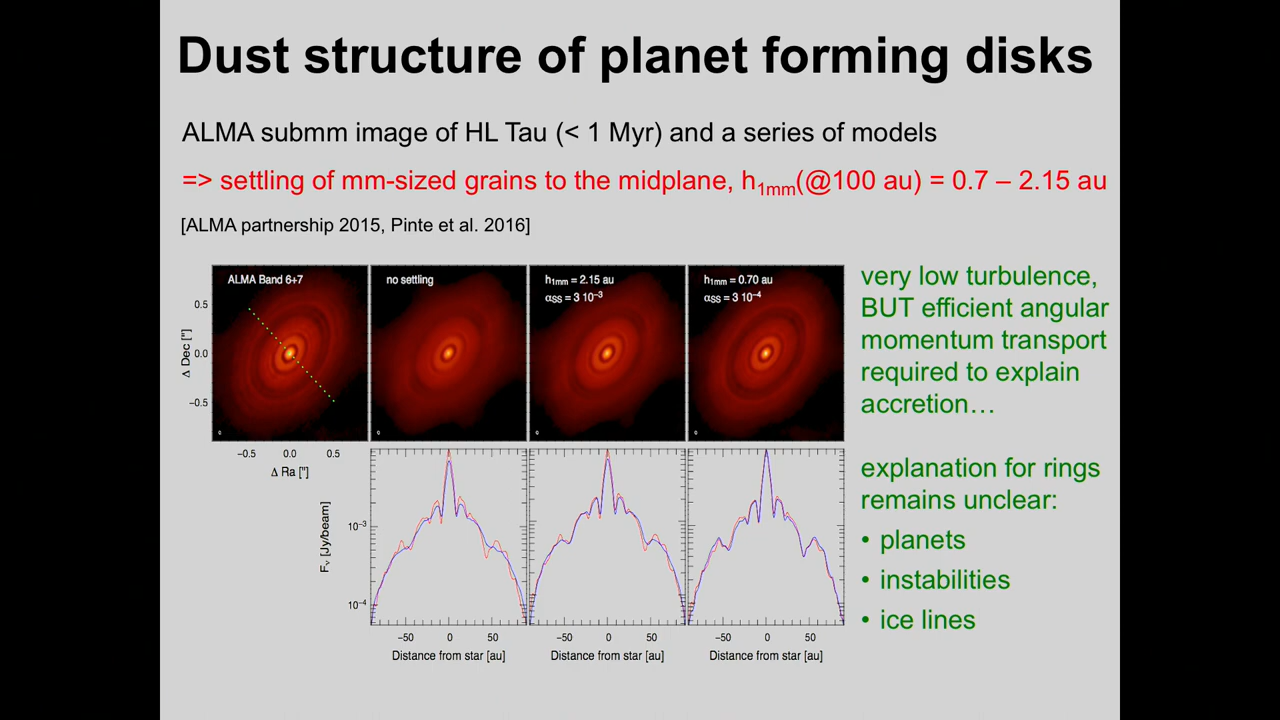 Dust structure of planet forming disks
ALMA submm image of HL Tau (< 1 Myr) and a series of models
=> settling of mm-sized grains to the midplane, h1mm(@100 au) = 0.7 – 2.15 au
[ALMA partnership 2015, Pinte et al. 2016]
ALMA Band 6+7
no settling
h1mm = 2.15 au
αSS = 3 10−3
h1mm = 0.70 au
αSS = 3 10−4
Δ Dec ["]
0.5
0.0
−0.5
−0.5 0.0 0.5
Δ Ra ["]
Fν [Jy/beam]
10−3
10−4
−50 0 50
−50 0 50
−50 0 50
Distance from star [au]
Distance from star [au]
Distance from star [au]
very low turbulence,
BUT efficient angular
momentum transport
required to explain
accretion…
explanation for rings
remains unclear:
• planets
• instabilities
• ice lines